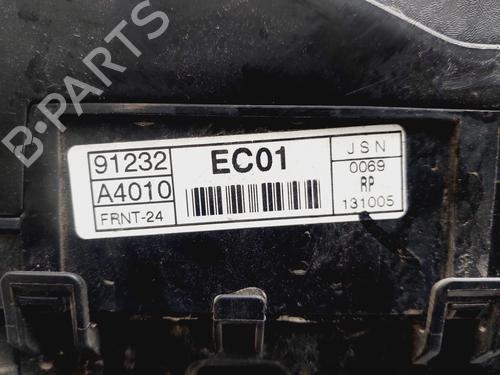 91232
A4010
FRNT-24
EC01
JSN
0069
RP
131005
B-PARTS